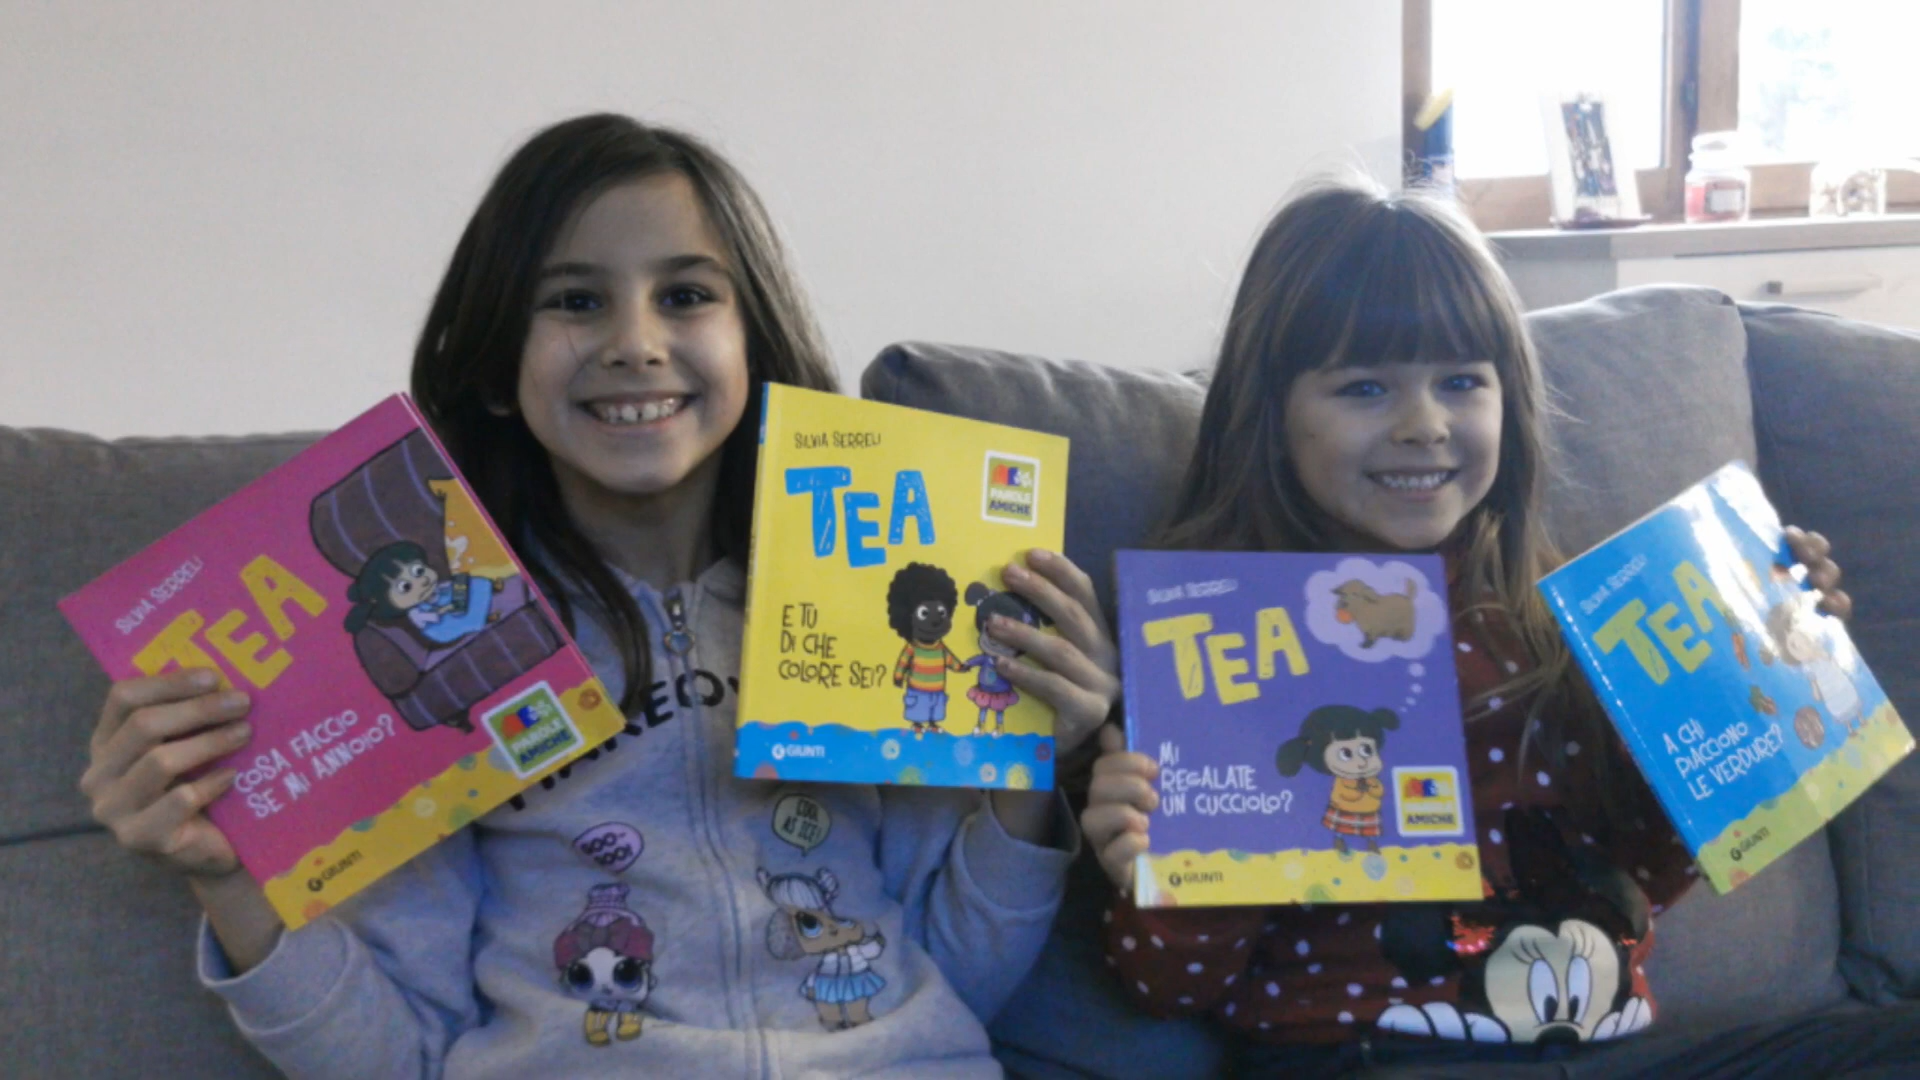 SILVIA SERRELI
TEA
COSA FACCIO
SE MI ANNOIO?
PAROLE
AMICHE
GIUNTI
SILVIA SERRELI
TEA
PAROLE
AMICHE
E TU
DI CHE
COLORE SEI?
GIUNTI
BOO-
BOO!
COOL
AS ICE!
SILVIA SERRELI
TEA
MI
REGALATE
UN CUCCIOLO?
AMICHE
GIUNTI
SILVIA SERRELI
TEA
A CHI
PIACCIONO
LE VERDURE?
GIUNTI